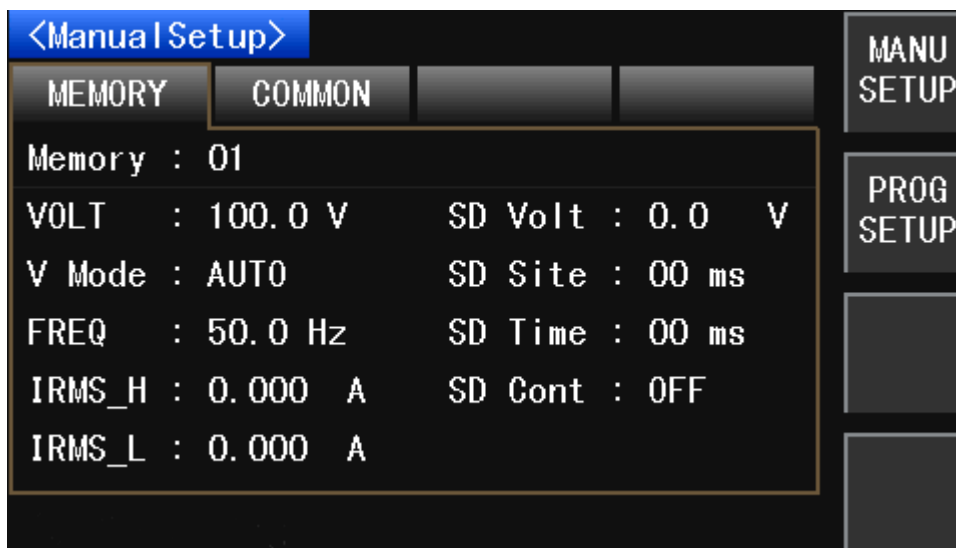 <ManualSetup>
MEMORY COMMON
Memory : 01
VOLT : 100.0 V SD Volt : 0.0 V
V Mode : AUTO SD Site : 00 ms
FREQ : 50.0 Hz SD Time : 00 ms
IRMS_H : 0.000 A SD Cont : OFF
IRMS_L : 0.000 A
MANU
SETUP
PROG
SETUP